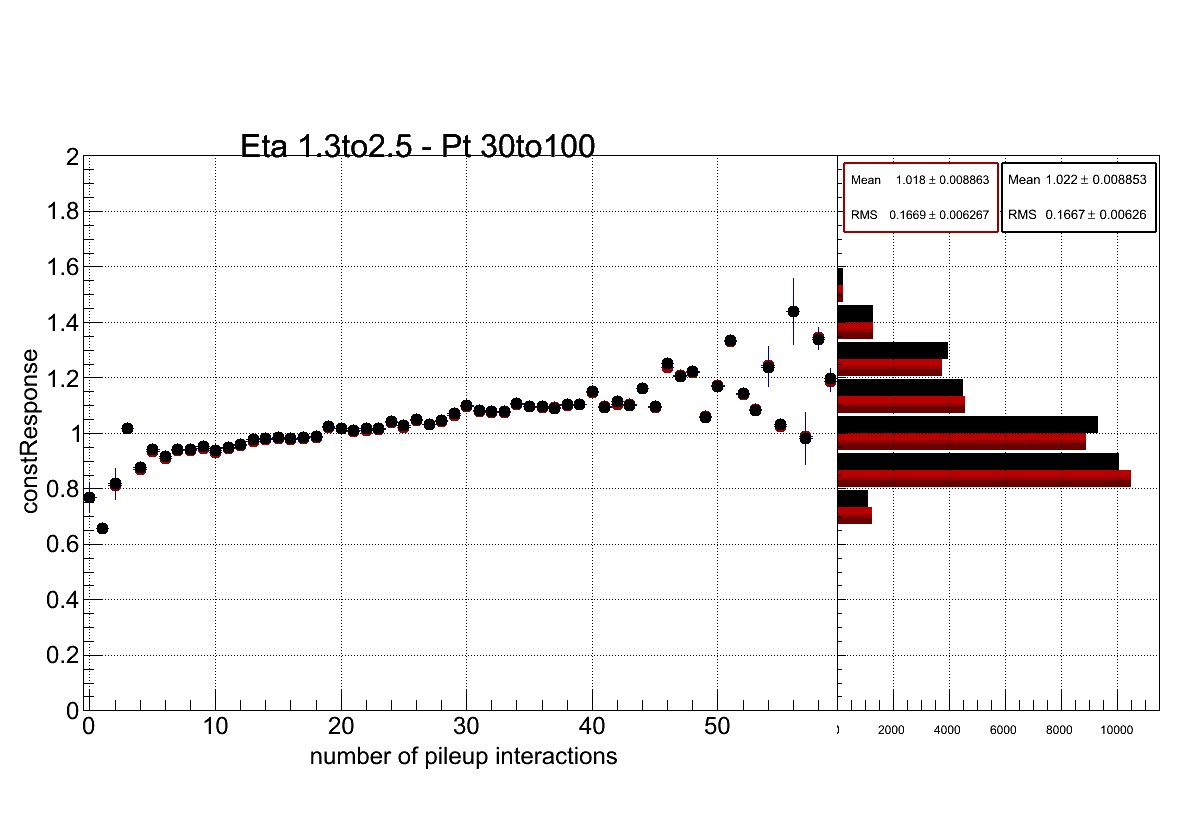 Eta 1.3to2.5 - Pt 30to100
2
1.8
1.6
1.4
1.2
1
0.8
0.6
0.4
0.2
0
constResponse
0 10 20 30 40 50
number of pileup interactions
Mean 1.018 ± 0.008863
RMS 0.1669 ± 0.006267
Mean 1.022 ± 0.008853
RMS 0.1667 ± 0.00626
2000 4000 6000 8000 10000